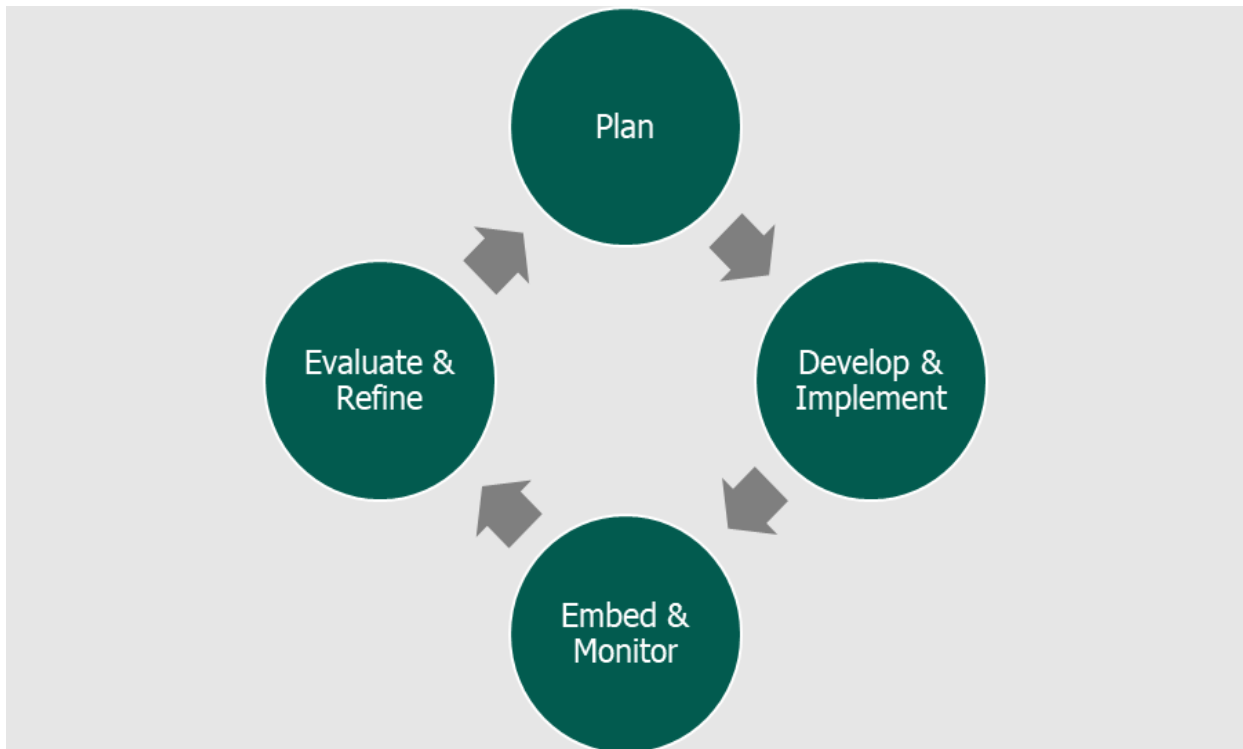 Plan
Develop &
Implement
Embed &
Monitor
Evaluate &
Refine